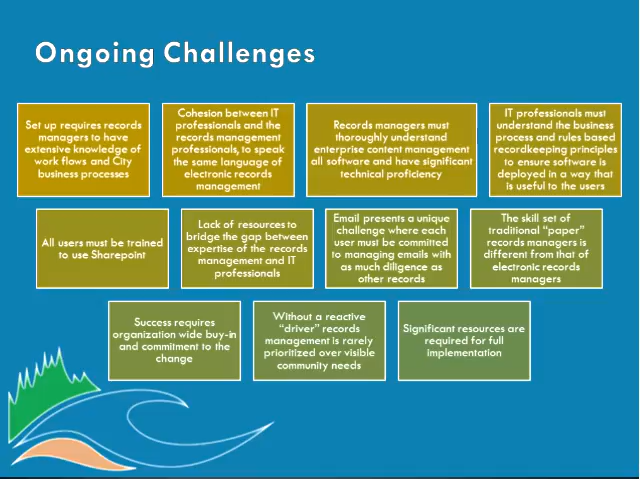 Ongoing Challenges
Set up requires records
managers to have
extensive knowledge of
work flows and City
business processes
Cohesion between IT
professionals and the
records management
professionals, to speak
the same language of
electronic records
management
Records managers must
thoroughly understand
enterprise content management
all software and have significant
technical proficiency
IT professionals must
understand the business
process and rules based
recordkeeping principles
to ensure software is
deployed in a way that
is useful to the users
All users must be trained
to use Sharepoint
Lack of resources to
bridge the gap between
expertise of the records
management and IT
professionals
Email presents a unique
challenge where each
user must be committed
to managing emails with
as much diligence as
other records
The skill set of
traditional “paper”
records managers is
different from that of
electronic records
managers
Success requires
organization wide buy-in
and commitment to the
change
Without a reactive
“driver” records
management is rarely
prioritized over visible
community needs
Significant resources are
required for full
implementation